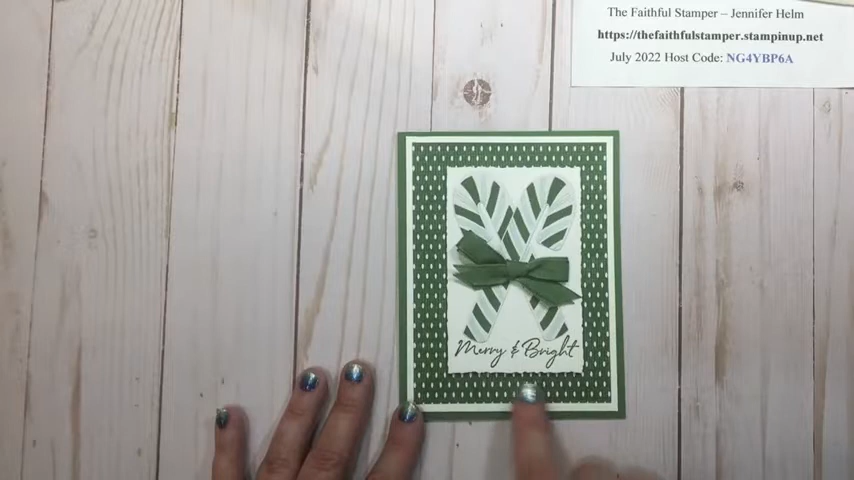 The Faithful Stamper – Jennifer Helm
https://thefaithfulstamper.stampinup.net
July 2022 Host Code: NG4YBP6A
Merry & Bright